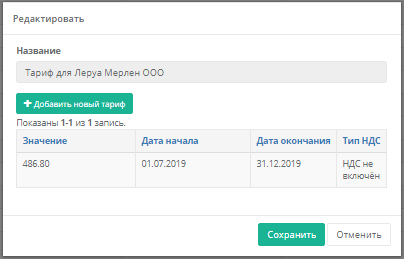 Редактировать
Название
Тариф для Леруа Мерлен ООО
+ Добавить новый тариф
Показаны 1-1 из 1 запись.
Значение Дата начала Дата окончания Тип НДС
486.80 01.07.2019 31.12.2019 НДС не
включён
Сохранить Отменить